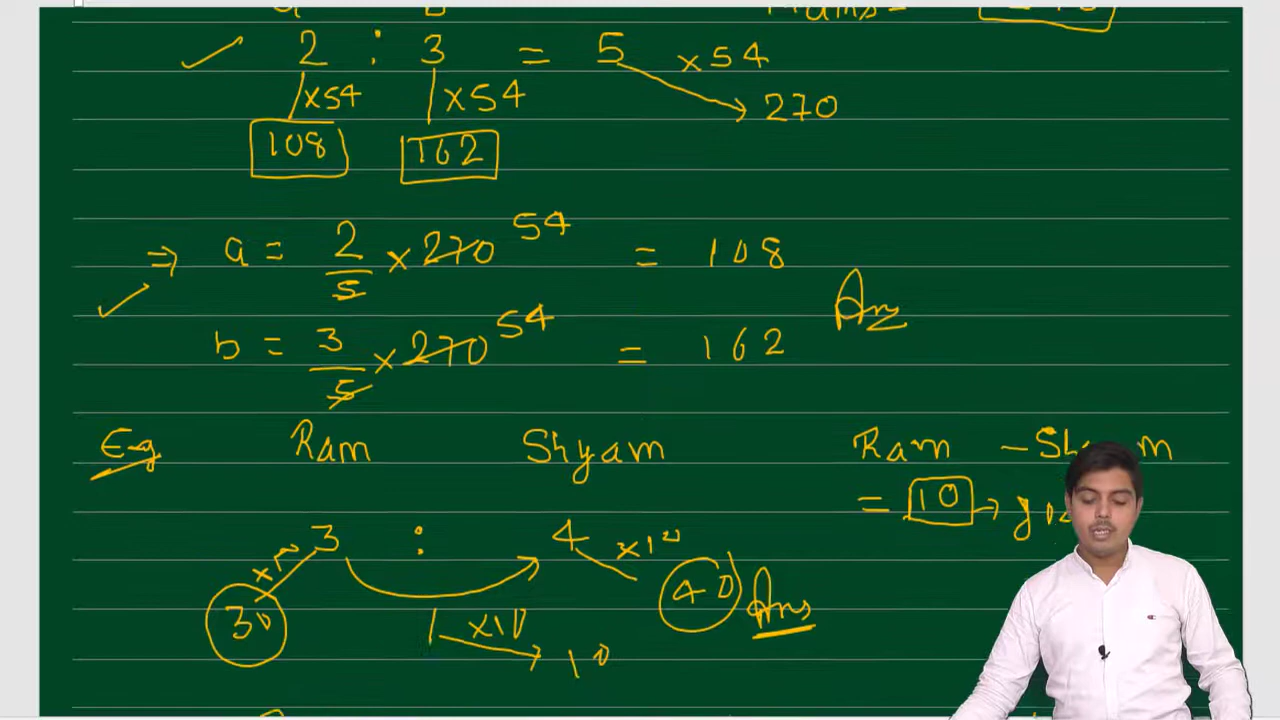 2 : 3 = 5 ×54
×54 ×54 270
108 162
⇒ a = 2/5 × 270 54 = 108
Ans
b = 3/5 × 270 54 = 162
Eg Ram Shyam Ram
= 10 →
3 : 4 ×10
×10
30 40 Ans
1 ×10
10